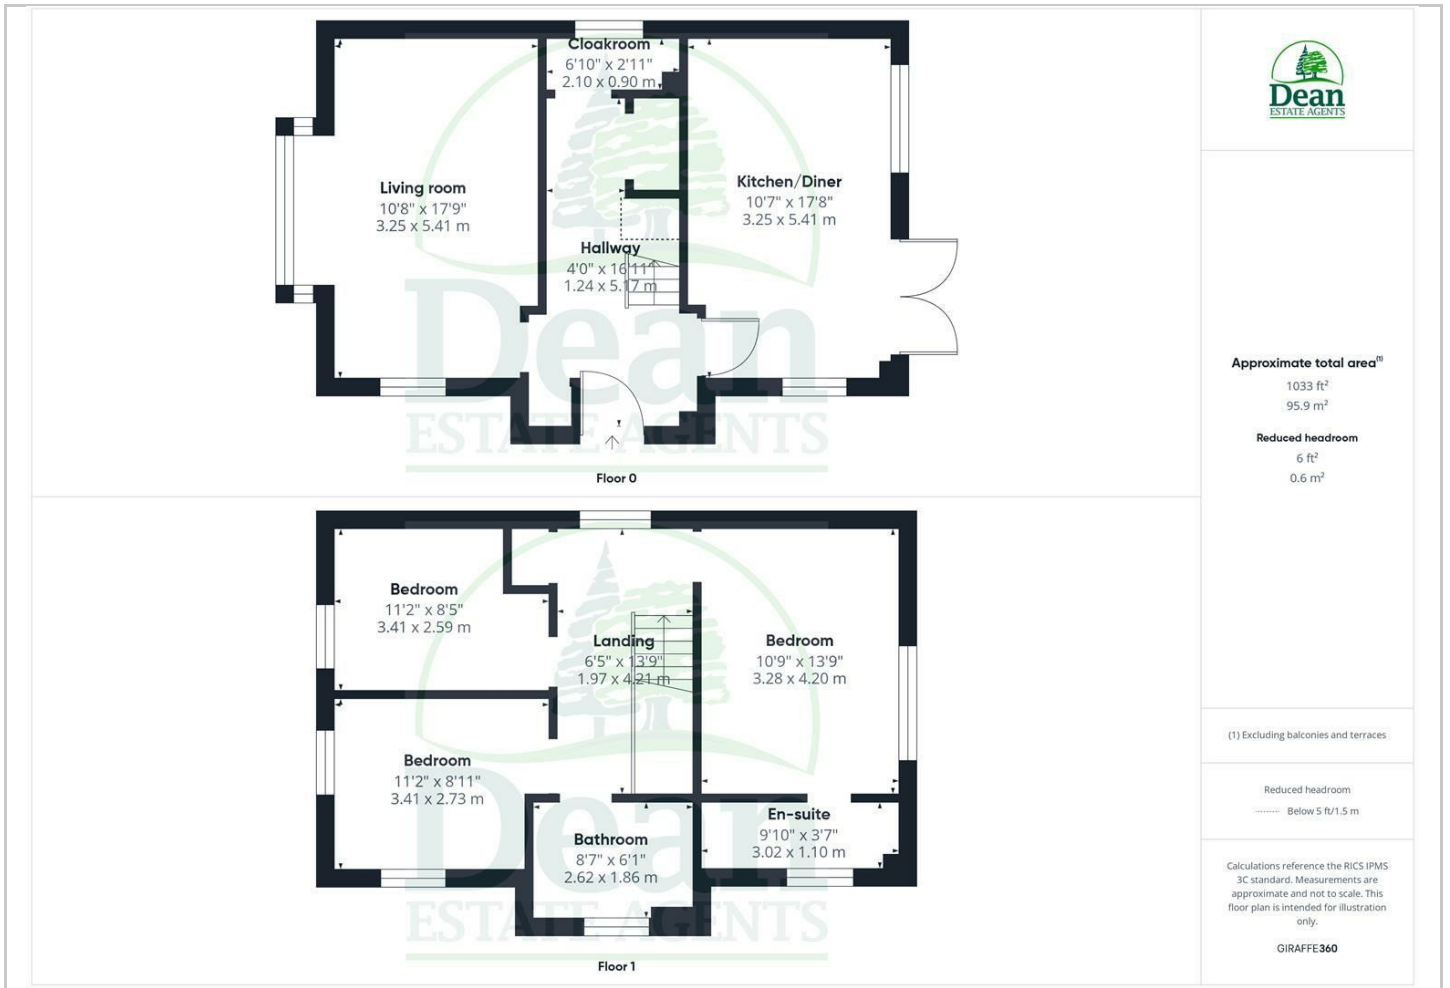 Cloakroom
6'10" x 2'11"
2.10 x 0.90 m
Living room
10'8" x 17'9"
3.25 x 5.41 m
Kitchen/Diner
10'7" x 17'8"
3.25 x 5.41 m
Hallway
4'0" x 16'11"
1.24 x 5.17 m
Dean
ESTATE AGENTS
Floor 0
Bedroom
11'2" x 8'5"
3.41 x 2.59 m
Landing
6'5" x 13'9"
1.97 x 4.21 m
Bedroom
10'9" x 13'9"
3.28 x 4.20 m
Bedroom
11'2" x 8'11"
3.41 x 2.73 m
Bathroom
8'7" x 6'1"
2.62 x 1.86 m
En-suite
9'10" x 3'7"
3.02 x 1.10 m
Dean
ESTATE AGENTS
Floor 1
Dean
ESTATE AGENTS
Approximate total area(1)
1033 ft²
95.9 m²
Reduced headroom
6 ft²
0.6 m²
(1) Excluding balconies and terraces
Reduced headroom
Below 5 ft/1.5 m
Calculations reference the RICS IPMS
3C standard. Measurements are
approximate and not to scale. This
floor plan is intended for illustration
only.
GIRAFFE360